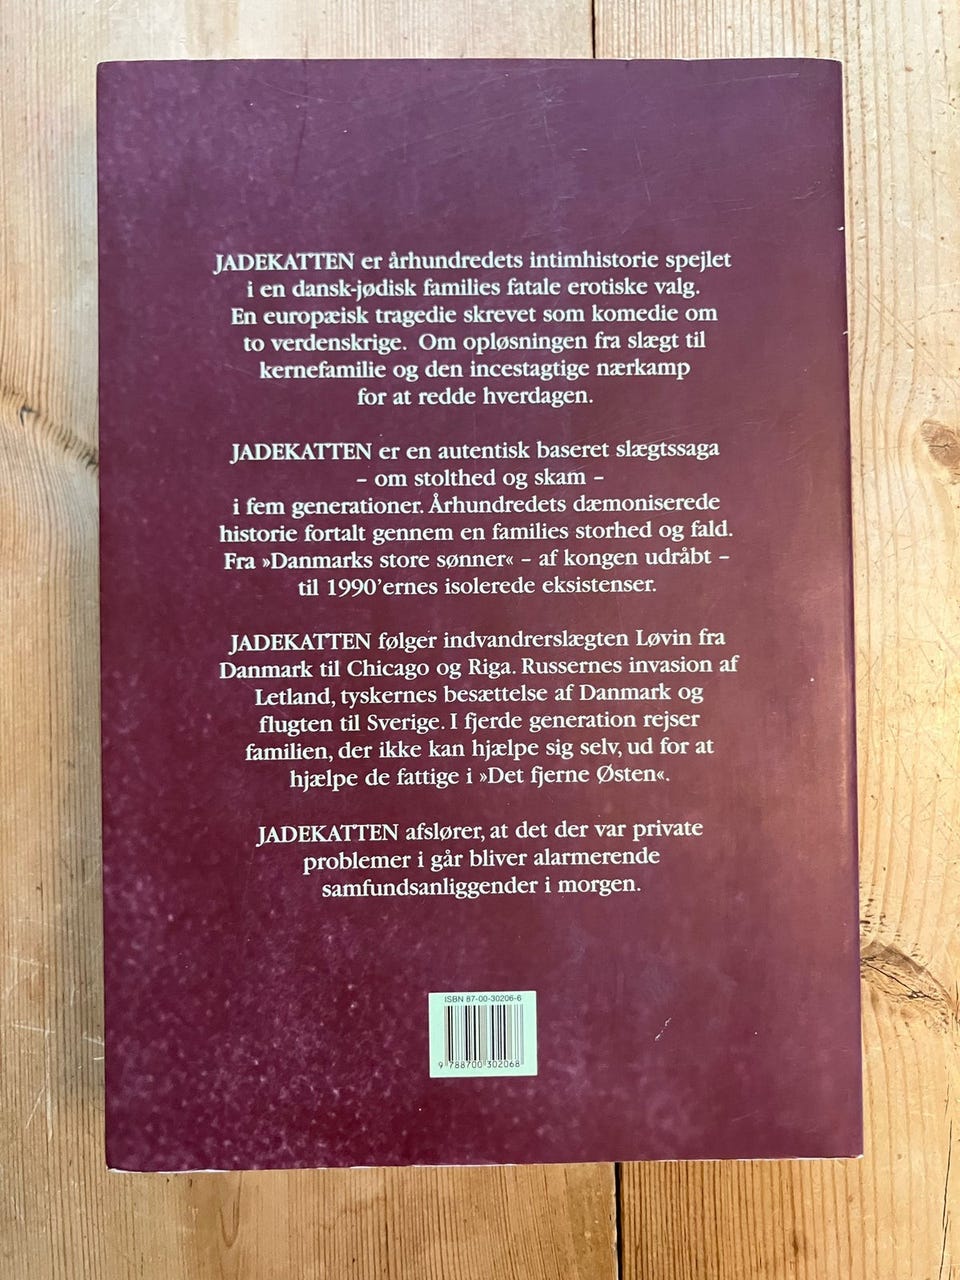 JADEKATTEN er århundredets intimhistorie spejlet
i en dansk-jødisk families fatale erotiske valg.
En europæisk tragedie skrevet som komedie om
to verdenskrige. Om opløsningen fra slægt til
kernefamilie og den incestagtige nærkamp
for at redde hverdagen.
JADEKATTEN er en autentisk baseret slægtssaga
– om stolthed og skam –
i fem generationer. Århundredets dæmoniserede
historie fortalt gennem en families storhed og fald.
Fra »Danmarks store sønner« – af kongen udråbt –
til 1990'ernes isolerede eksistenser.
JADEKATTEN følger indvandrerslægten Løvin fra
Danmark til Chicago og Riga. Russernes invasion af
Letland, tyskernes besættelse af Danmark og
flugten til Sverige. I fjerde generation rejser
familien, der ikke kan hjælpe sig selv, ud for at
hjælpe de fattige i »Det fjerne Østen«.
JADEKATTEN afslører, at det der var private
problemer i går bliver alarmerende
samfundsanliggender i morgen.
ISBN 87-00-30206-6
9 788700 302068